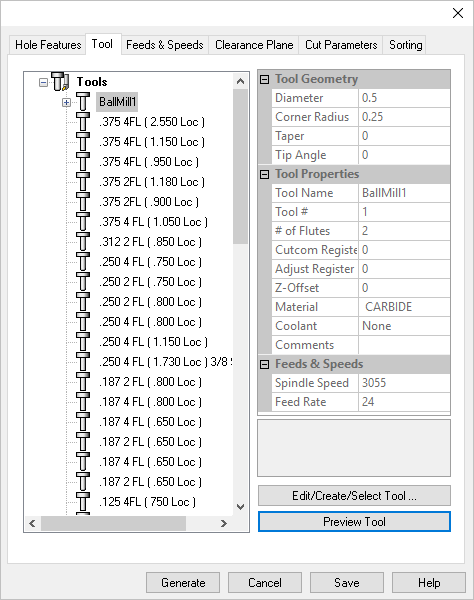 Hole Features Tool Feeds & Speeds Clearance Plane Cut Parameters Sorting
Tools
BallMill1
.375 4FL ( 2.550 Loc )
.375 4FL ( 1.150 Loc )
.375 4FL ( .950 Loc )
.375 2FL ( 1.180 Loc )
.375 2FL ( .900 Loc )
.375 4 FL ( 1.050 Loc )
.312 2 FL ( .850 Loc )
.250 4 FL ( .750 Loc )
.250 2 FL ( .750 Loc )
.250 2 FL ( .800 Loc )
.250 4 FL ( .800 Loc )
.250 4 FL ( 1.150 Loc )
.250 4 FL ( 1.730 Loc ) 3/8 S
.187 2 FL ( .800 Loc )
.187 4 FL ( .800 Loc )
.187 4 FL ( .650 Loc )
.187 2 FL ( .650 Loc )
.187 4 FL ( .650 Loc )
.187 2 FL ( .650 Loc )
.125 4FL ( 750 Loc )
Tool Geometry
Diameter 0.5
Corner Radius 0.25
Taper 0
Tip Angle 0
Tool Properties
Tool Name BallMill1
Tool # 1
# of Flutes 2
Cutcom Registe 0
Adjust Register 0
Z-Offset 0
Material CARBIDE
Coolant None
Comments
Feeds & Speeds
Spindle Speed 3055
Feed Rate 24
Edit/Create/Select Tool ...
Preview Tool
Generate Cancel Save Help